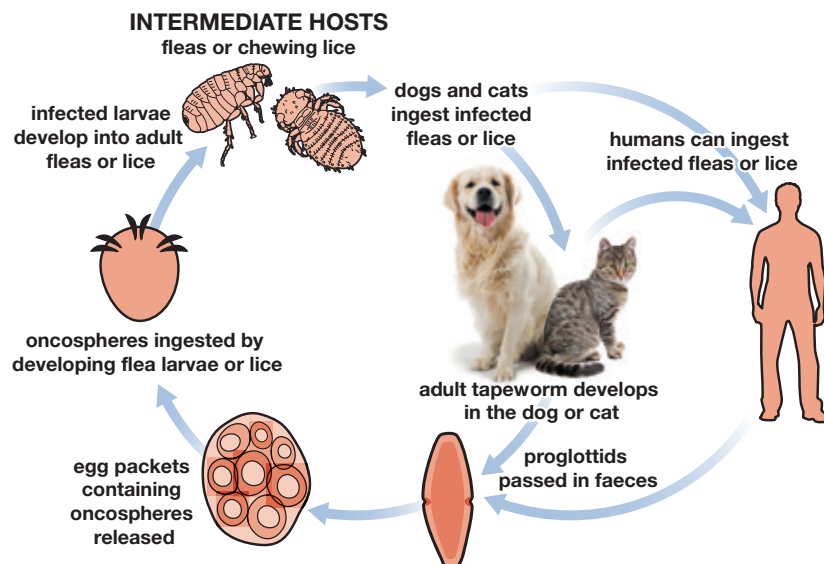 INTERMEDIATE HOSTS
fleas or chewing lice
dogs and cats
ingest infected
fleas or lice
humans can ingest
infected fleas or lice
adult tapeworm develops
in the dog or cat
proglottids
passed in faeces
egg packets
containing
oncospheres
released
oncospheres ingested by
developing flea larvae or lice
infected larvae
develop into adult
fleas or lice